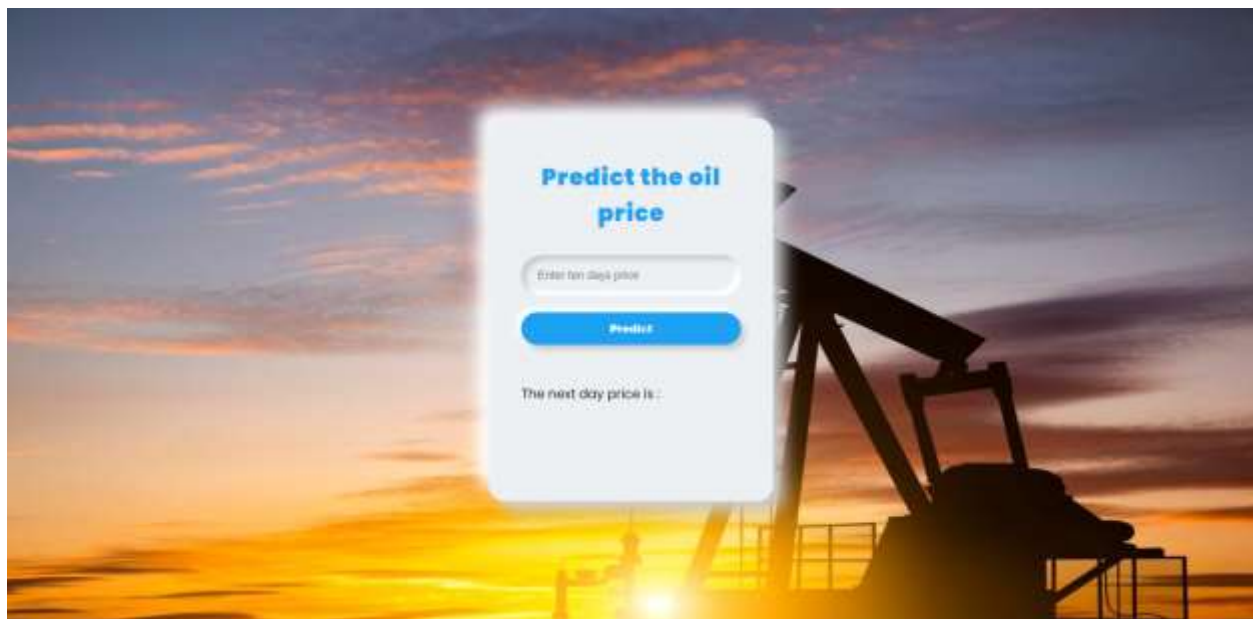 Predict the oil
price
Enter ten days price
Predict
The next day price is :